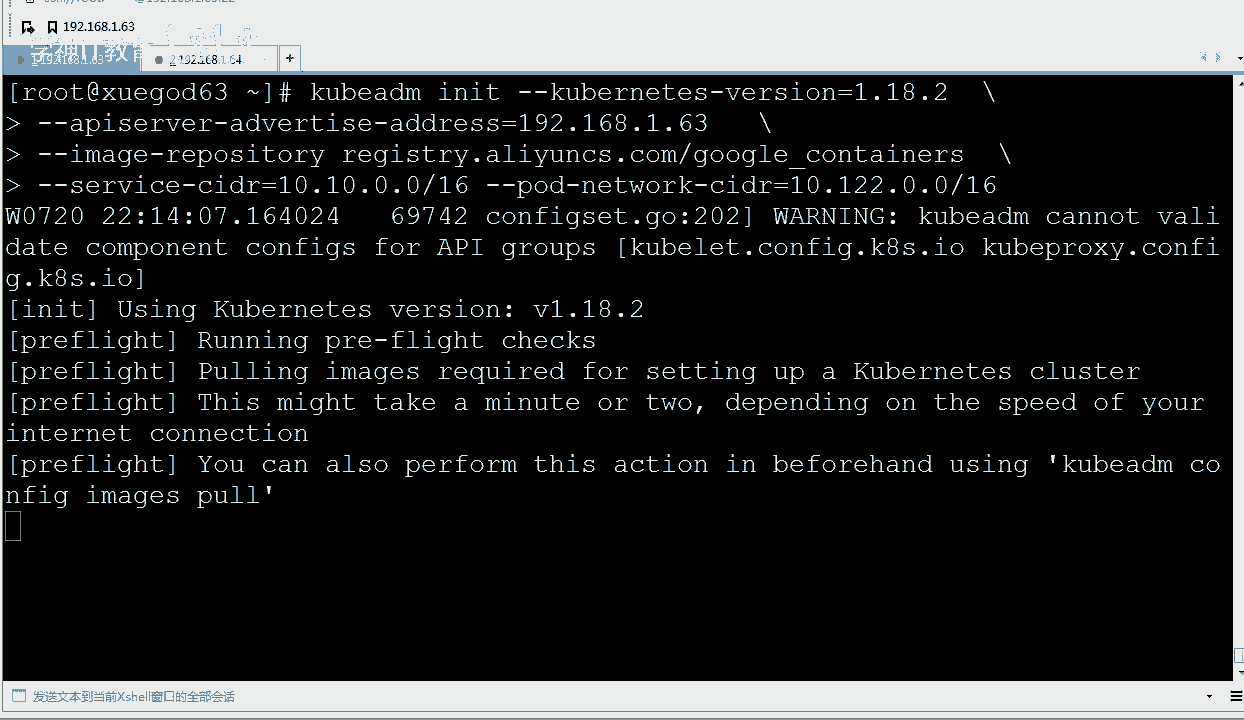 192.168.1.63
学神IT教育
1 192.168.1.63
2 192.168.1.64
+
[root@xuegod63 ~]# kubeadm init --kubernetes-version=1.18.2 \
> --apiserver-advertise-address=192.168.1.63 \
> --image-repository registry.aliyuncs.com/google_containers \
> --service-cidr=10.10.0.0/16 --pod-network-cidr=10.122.0.0/16
W0720 22:14:07.164024 69742 configset.go:202] WARNING: kubeadm cannot vali
date component configs for API groups [kubelet.config.k8s.io kubeproxy.confi
g.k8s.io]
[init] Using Kubernetes version: v1.18.2
[preflight] Running pre-flight checks
[preflight] Pulling images required for setting up a Kubernetes cluster
[preflight] This might take a minute or two, depending on the speed of your
internet connection
[preflight] You can also perform this action in beforehand using 'kubeadm co
nfig images pull'
发送文本到当前Xshell窗口的全部会话